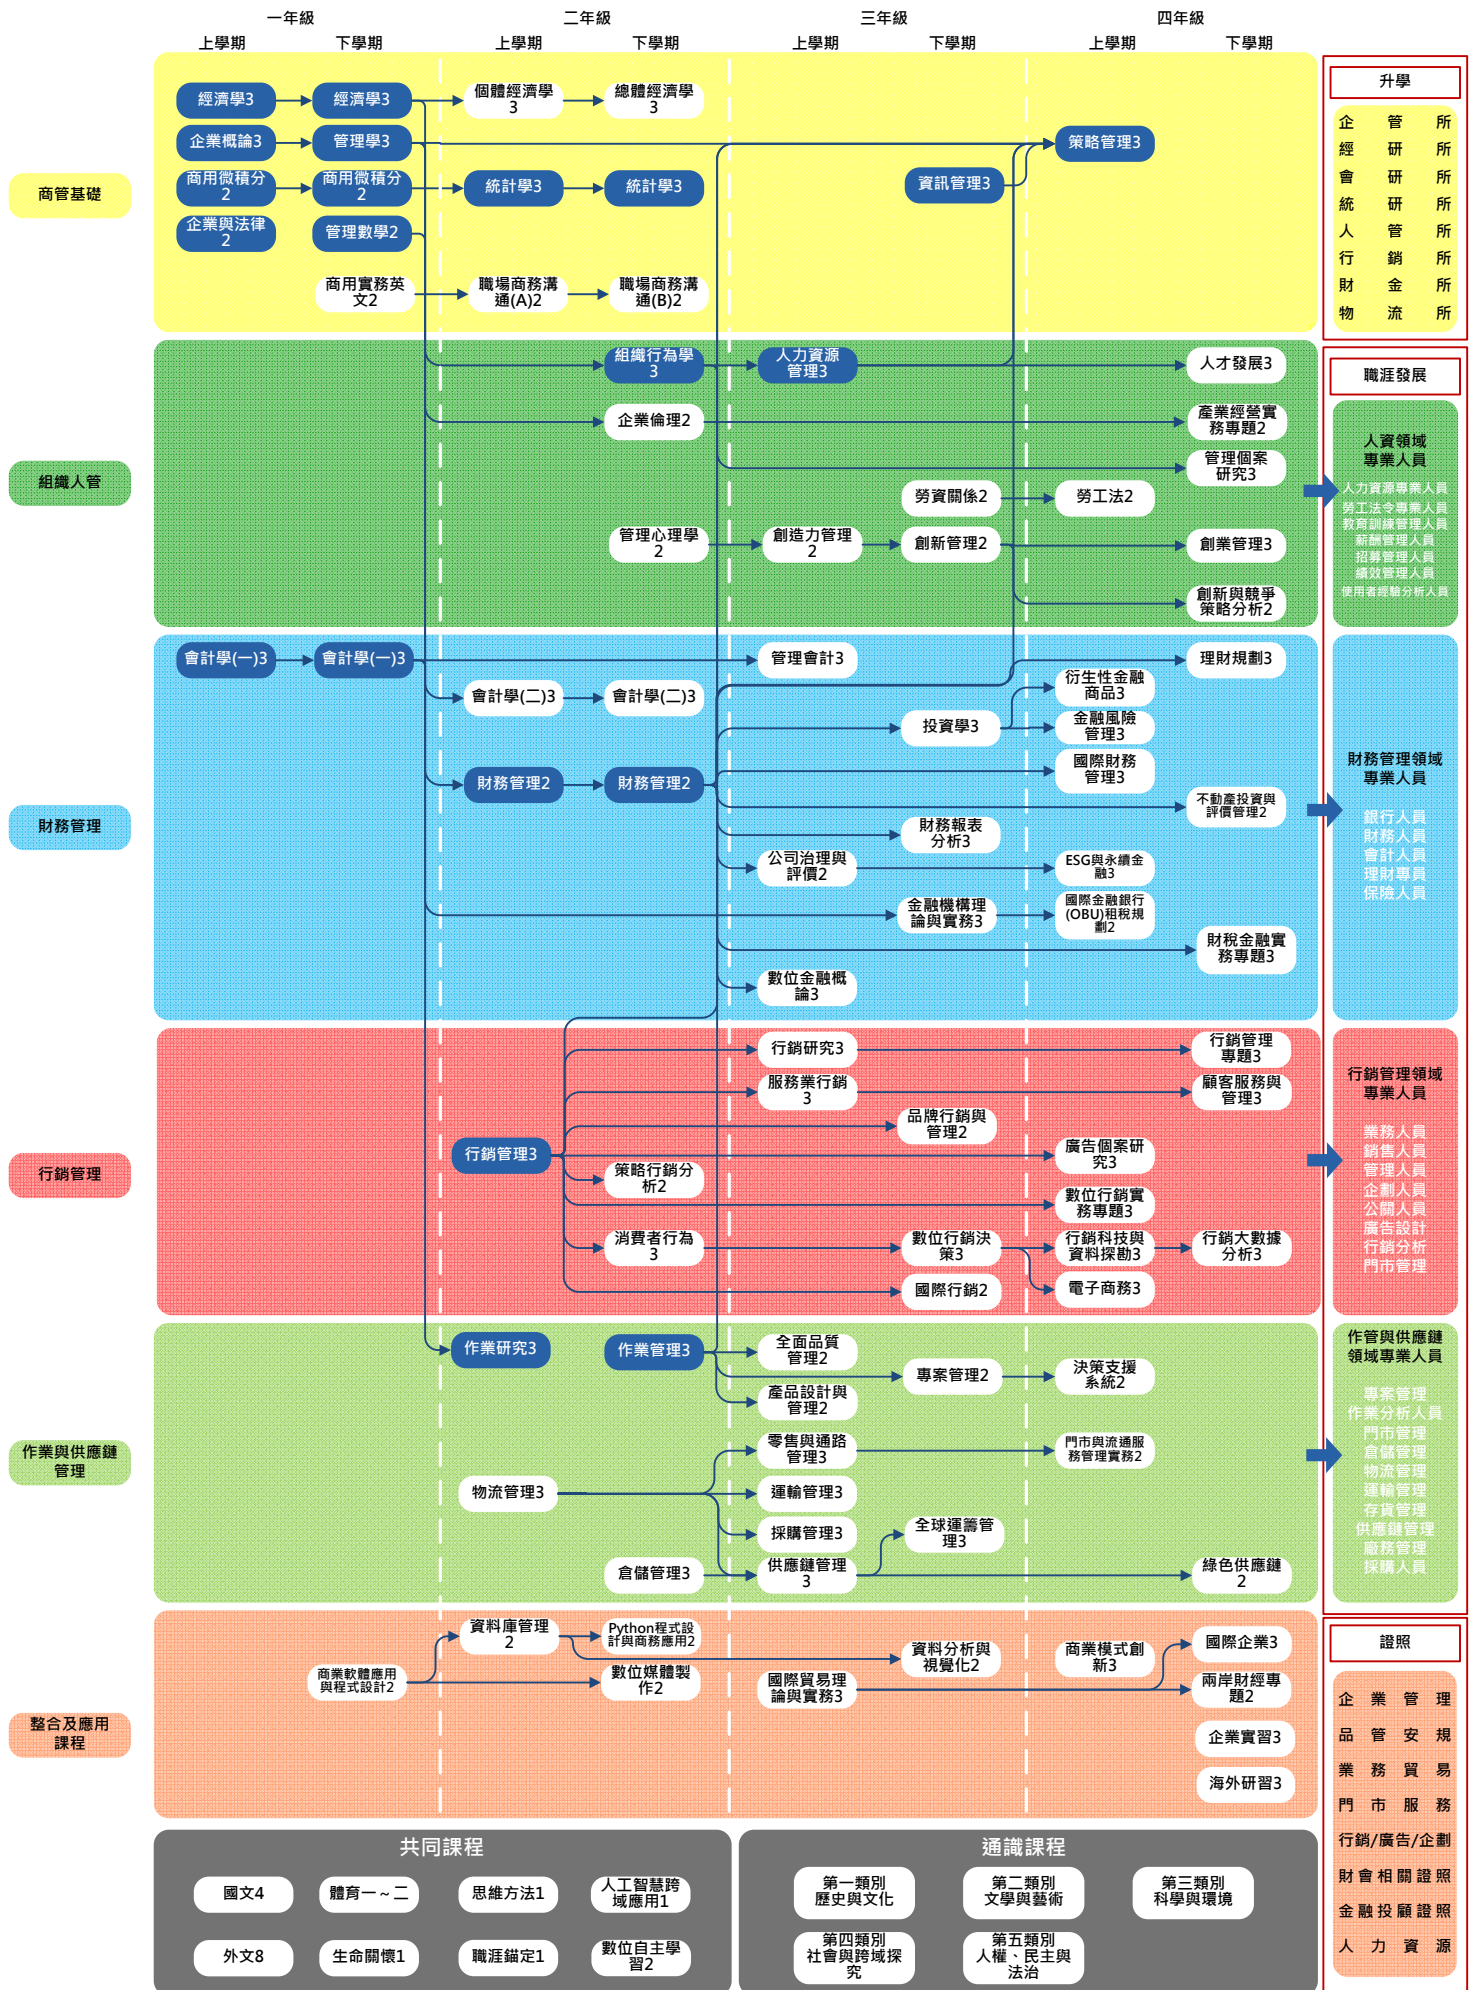 一年級
二年級
三年級
四年級
上學期
下學期
上學期
下學期
上學期
下學期
上學期
下學期
商管基礎
經濟學3
經濟學3
個體經濟學
3
總體經濟學
3
企業概論3
管理學3
策略管理3
商用微積分
2
商用微積分
2
統計學3
統計學3
資訊管理3
企業與法律
2
管理數學2
商用實務英
文2
職場商務溝
通(A)2
職場商務溝
通(B)2
升學
企管所
經研所
會研所
統研所
人管所
行銷所
財金所
物流所
組織人管
組織行為學
3
人力資源
管理3
人才發展3
企業倫理2
產業經營實
務專題2
管理個案
研究3
勞資關係2
勞工法2
管理心理學
2
創造力管理
2
創新管理2
創業管理3
創新與競爭
策略分析2
職涯發展
人資領域
專業人員
人力資源專業人員
勞工法令專業人員
教育訓練管理人員
薪酬管理人員
招募管理人員
績效管理人員
使用者經驗分析人員
財務管理
會計學(一)3
會計學(一)3
管理會計3
理財規劃3
會計學(二)3
會計學(二)3
衍生性金融
商品3
投資學3
金融風險
管理3
財務管理2
財務管理2
國際財務
管理3
不動產投資與
評價管理2
財務報表
分析3
公司治理與
評價2
ESG與永續金
融3
金融機構理
論與實務3
國際金融銀行
(OBU)租稅規
劃2
財稅金融實
務專題3
數位金融概
論3
財務管理領域
專業人員
銀行人員
財務人員
會計人員
理財專員
保險人員
行銷管理
行銷研究3
行銷管理
專題3
服務業行銷
3
顧客服務與
管理3
品牌行銷與
管理2
行銷管理3
廣告個案研
究3
策略行銷分
析2
數位行銷實
務專題3
消費者行為
3
數位行銷決
策3
行銷科技與
資料探勘3
行銷大數據
分析3
國際行銷2
電子商務3
行銷管理領域
專業人員
業務人員
銷售人員
管理人員
企劃人員
公關人員
廣告設計
行銷分析
門市管理
作業與供應鏈
管理
作業研究3
作業管理3
全面品質
管理2
專案管理2
決策支援
系統2
產品設計與
管理2
零售與通路
管理3
門市與流通服
務管理實務2
物流管理3
運輸管理3
採購管理3
全球運籌管
理3
倉儲管理3
供應鏈管理
3
綠色供應鏈
2
作管與供應鏈
領域專業人員
專案管理
作業分析人員
門市管理
倉儲管理
物流管理
運輸管理
存貨管理
供應鏈管理
廠務管理
採購人員
整合及應用
課程
資料庫管理
2
Python程式設
計與商務應用2
資料分析與
視覺化2
商業模式創
新3
國際企業3
商業軟體應用
與程式設計2
數位媒體製
作2
國際貿易理
論與實務3
兩岸財經專
題2
企業實習3
海外研習3
證照
企業管理
品管安規
業務貿易
門市服務
行銷/廣告/企劃
財會相關證照
金融投顧證照
人力資源
共同課程
國文4
體育一～二
思維方法1
人工智慧跨
域應用1
外文8
生命關懷1
職涯錨定1
數位自主學
習2
通識課程
第一類別
歷史與文化
第二類別
文學與藝術
第三類別
科學與環境
第四類別
社會與跨域探
究
第五類別
人權、民主與
法治